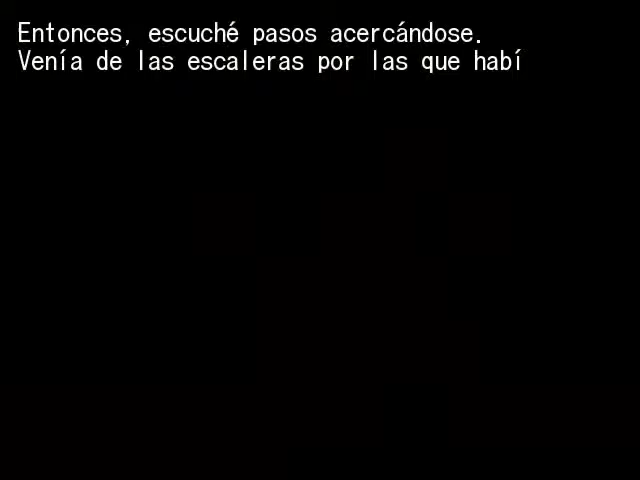 Entonces, escuché pasos acercándose.
Venía de las escaleras por las que habí